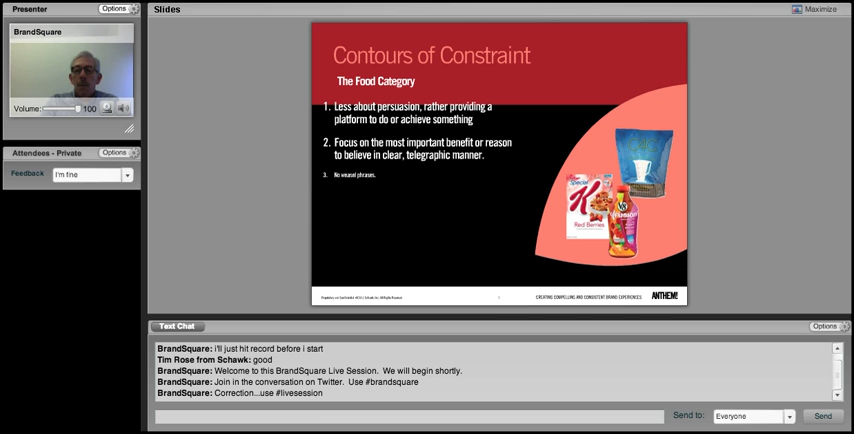 Presenter
Options
BrandSquare
Volume:
100
Attendees - Private
Options
Feedback
I'm fine
Slides
Maximize
Contours of Constraint
The Food Category
1. Less about persuasion, rather providing a
platform to do or achieve something
2. Focus on the most important benefit or reason
to believe in clear, telegraphic manner.
3. No weasel phrases.
Special
K
Red Berries
V8
Fusion
CREATING COMPELLING AND CONSISTENT BRAND EXPERIENCES
ANTHEM!
Text Chat
Options
BrandSquare: i'll just hit record before i start
Tim Rose from Schawk: good
BrandSquare: Welcome to this BrandSquare Live Session. We will begin shortly.
BrandSquare: Join in the conversation on Twitter. Use #brandsquare
BrandSquare: Correction...use #livesession
Send to:
Everyone
Send